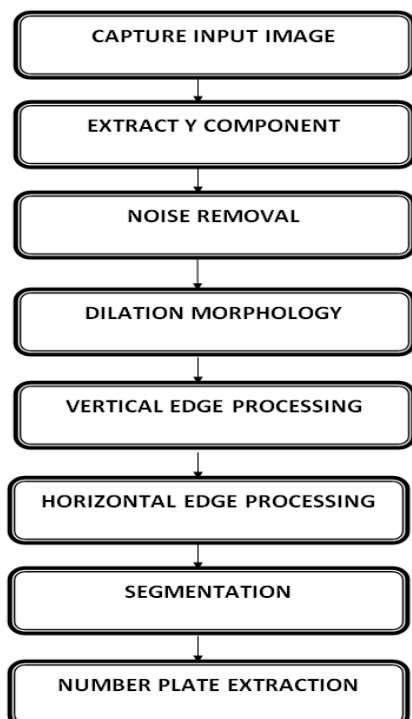 CAPTURE INPUT IMAGE
EXTRACT Y COMPONENT
NOISE REMOVAL
DILATION MORPHOLOGY
VERTICAL EDGE PROCESSING
HORIZONTAL EDGE PROCESSING
SEGMENTATION
NUMBER PLATE EXTRACTION